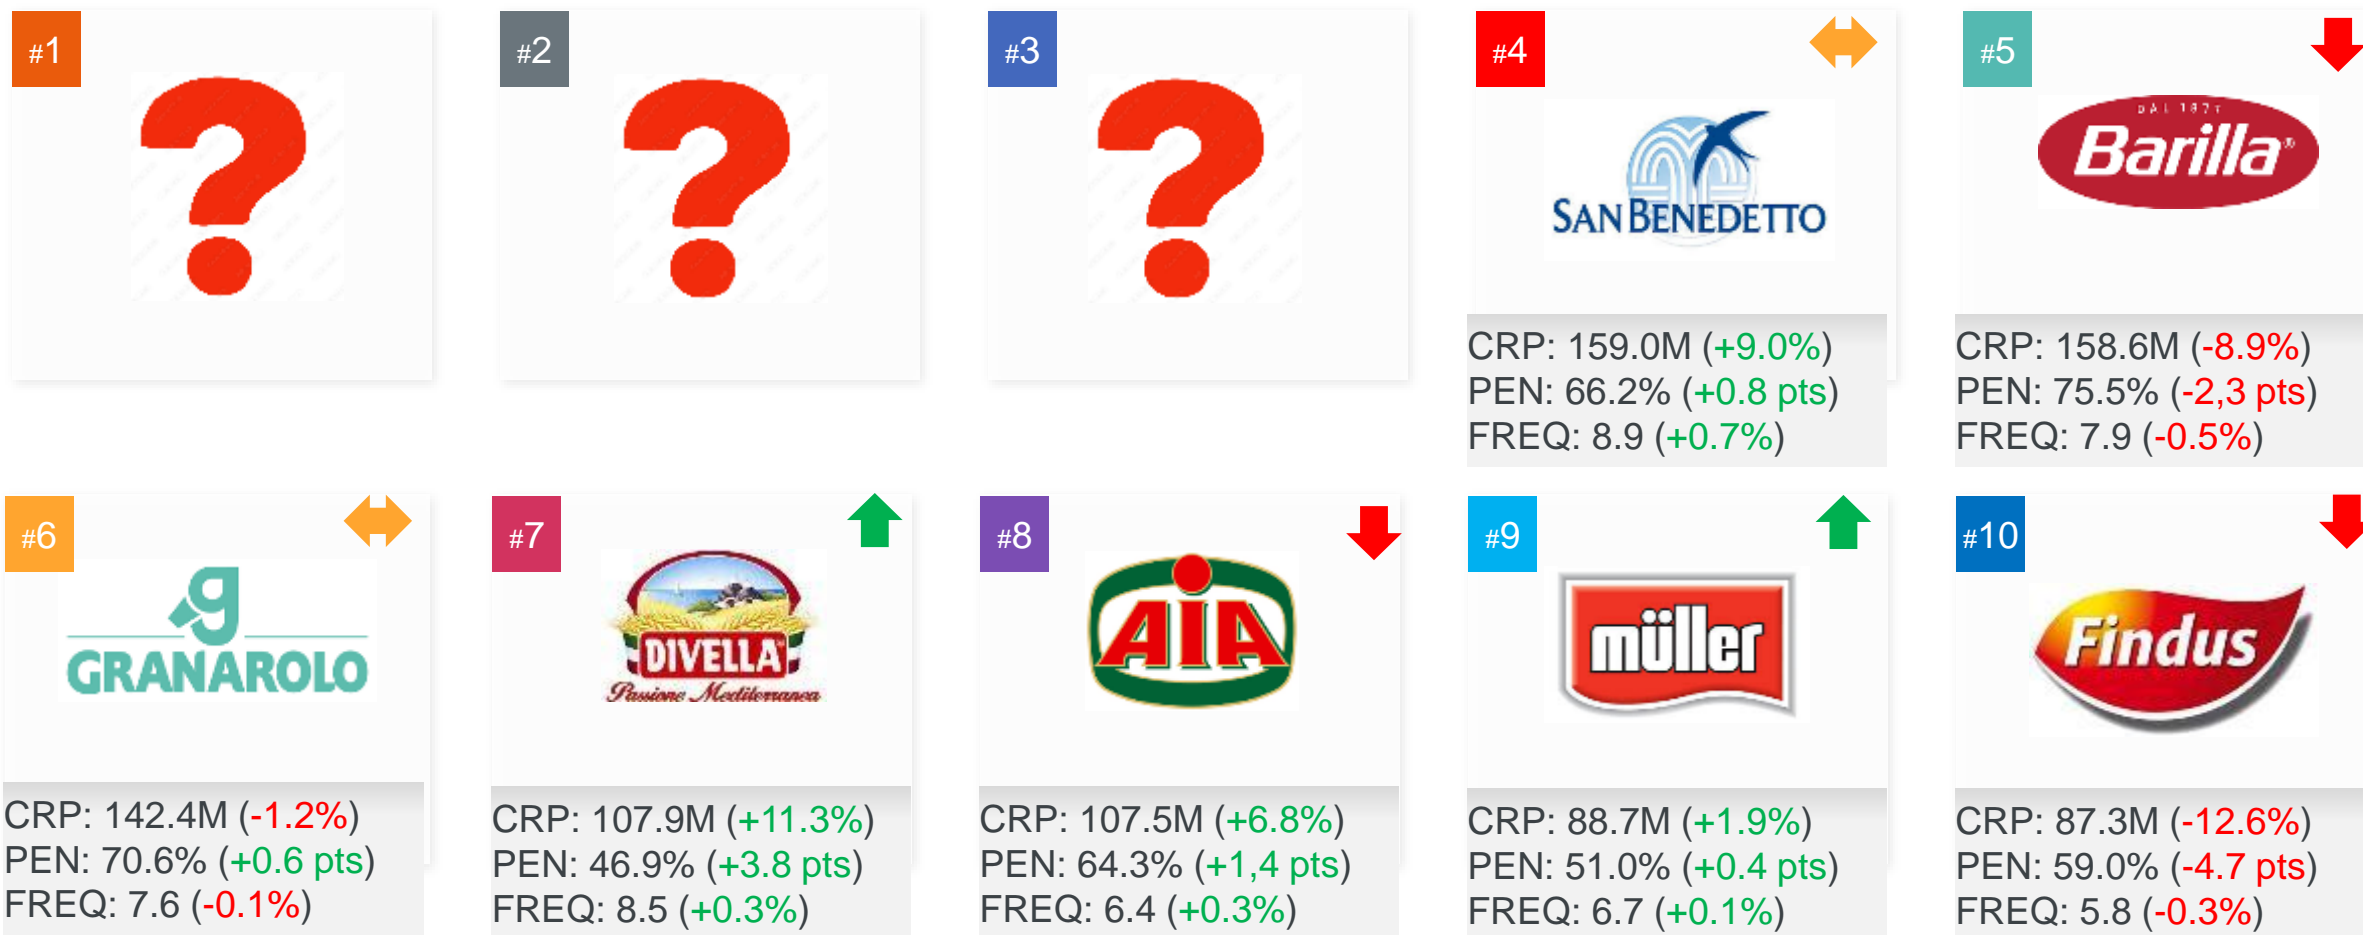 #1
#2
#3
#4
#5
?
?
?
SAN BENEDETTO
DAL 1877
Barilla®
CRP: 159.0M (+9.0%)
PEN: 66.2% (+0.8 pts)
FREQ: 8.9 (+0.7%)
CRP: 158.6M (-8.9%)
PEN: 75.5% (-2,3 pts)
FREQ: 7.9 (-0.5%)
#6
#7
#8
#9
#10
g
GRANAROLO
DIVELLA
Passione Mediterranea
AIA
müller
Findus
CRP: 142.4M (-1.2%)
PEN: 70.6% (+0.6 pts)
FREQ: 7.6 (-0.1%)
CRP: 107.9M (+11.3%)
PEN: 46.9% (+3.8 pts)
FREQ: 8.5 (+0.3%)
CRP: 107.5M (+6.8%)
PEN: 64.3% (+1,4 pts)
FREQ: 6.4 (+0.3%)
CRP: 88.7M (+1.9%)
PEN: 51.0% (+0.4 pts)
FREQ: 6.7 (+0.1%)
CRP: 87.3M (-12.6%)
PEN: 59.0% (-4.7 pts)
FREQ: 5.8 (-0.3%)